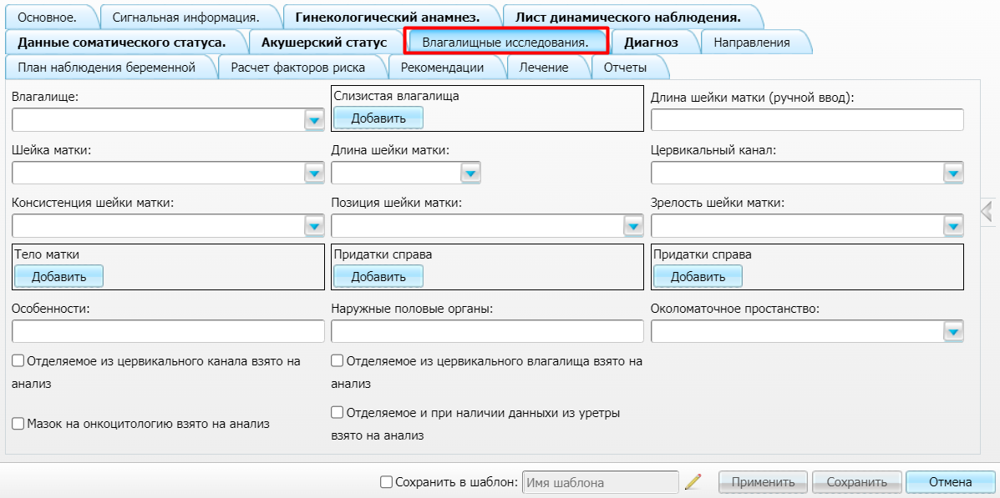 Основное. Сигнальная информация. Гинекологический анамнез. Лист динамического наблюдения.
Данные соматического статуса. Акушерский статус Влагалищные исследования. Диагноз Направления
План наблюдения беременной Расчет факторов риска Рекомендации Лечение Отчеты
Влагалище: Слизистая влагалища Длина шейки матки (ручной ввод):
Добавить
Шейка матки: Длина шейки матки: Цервикальный канал:
Консистенция шейки матки: Позиция шейки матки: Зрелость шейки матки:
Тело матки Придатки справа Придатки справа
Добавить Добавить Добавить
Особенности: Наружные половые органы: Околоматочное простанство:
Отделяемое из цервикального канала взято на Отделяемое из цервикального влагалища взято на
анализ анализ
Мазок на онкоцитологию взято на анализ Отделяемое и при наличии данныхи из уретры
взято на анализ
Сохранить в шаблон: Имя шаблона Применить Сохранить Отмена